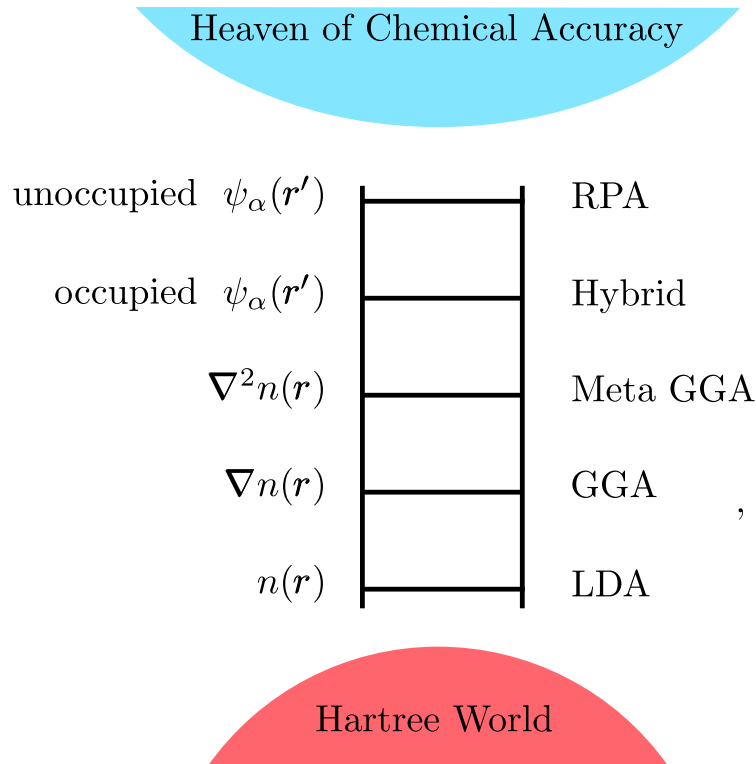 Heaven of Chemical Accuracy
unoccupied ψα(r′) RPA
occupied ψα(r′) Hybrid
∇²n(r) Meta GGA
∇n(r) GGA
,
n(r) LDA
Hartree World